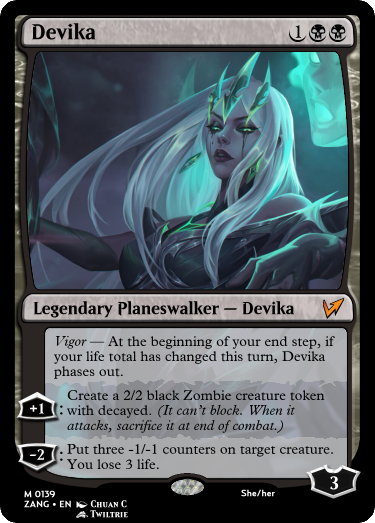 Devika 1
Legendary Planeswalker — Devika
Vigor — At the beginning of your end step, if
your life total has changed this turn, Devika
phases out.
+1 : Create a 2/2 black Zombie creature token
with decayed. (It can't block. When it
attacks, sacrifice it at end of combat.)
-2 : Put three -1/-1 counters on target creature.
You lose 3 life.
3
M 0139 She/her
ZANG • EN Chuan C
Twiltrie